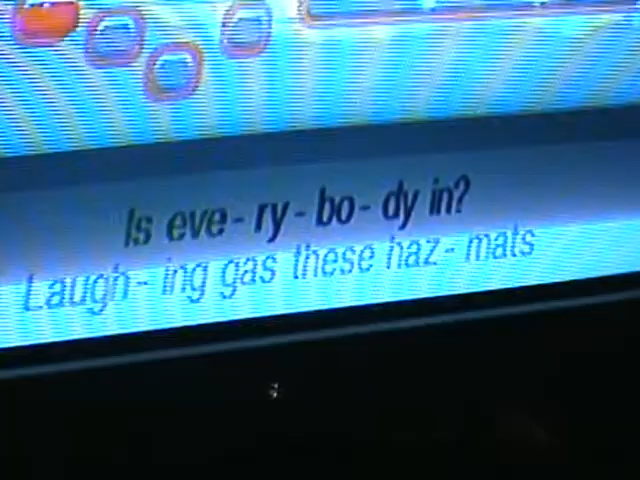 Is eve- ry- bo- dy in?
Laugh- ing gas these haz- mats